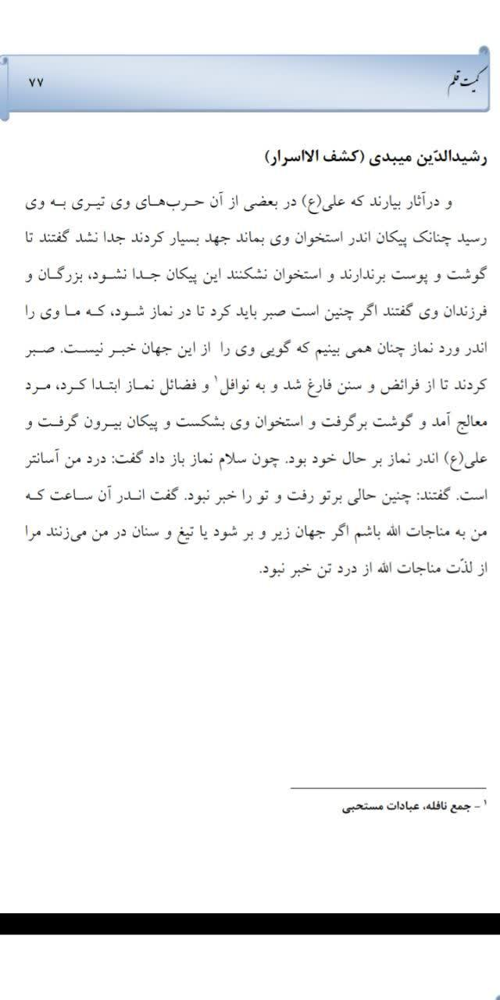 کمیت قلم
۷۷
رشیدالدّین میبدی (کشف الااسرار)
و درآثار بیارند که علی(ع) در بعضی از آن حرب‌های وی تیری به وی
رسید چنانک پیکان اندر استخوان وی بماند جهد بسیار کردند جدا نشد گفتند تا
گوشت و پوست برندارند و استخوان نشکنند این پیکان جدا نشود، بزرگان و
فرزندان وی گفتند اگر چنین است صبر باید کرد تا در نماز شود، که ما وی را
اندر ورد نماز چنان همی بینیم که گویی وی را از این جهان خبر نیست. صبر
کردند تا از فرائض و سنن فارغ شد و به نوافل۱ و فضائل نماز ابتدا کرد، مرد
معالج آمد و گوشت برگرفت و استخوان وی بشکست و پیکان بیرون گرفت و
علی(ع) اندر نماز بر حال خود بود. چون سلام نماز باز داد گفت: درد من آسانتر
است. گفتند: چنین حالی برتو رفت و تو را خبر نبود. گفت اندر آن ساعت که
من به مناجات الله باشم اگر جهان زیر و بر شود یا تیغ و سنان در من می‌زنند مرا
از لذّت مناجات الله از درد تن خبر نبود.
۱ - جمع نافله، عبادات مستحبی